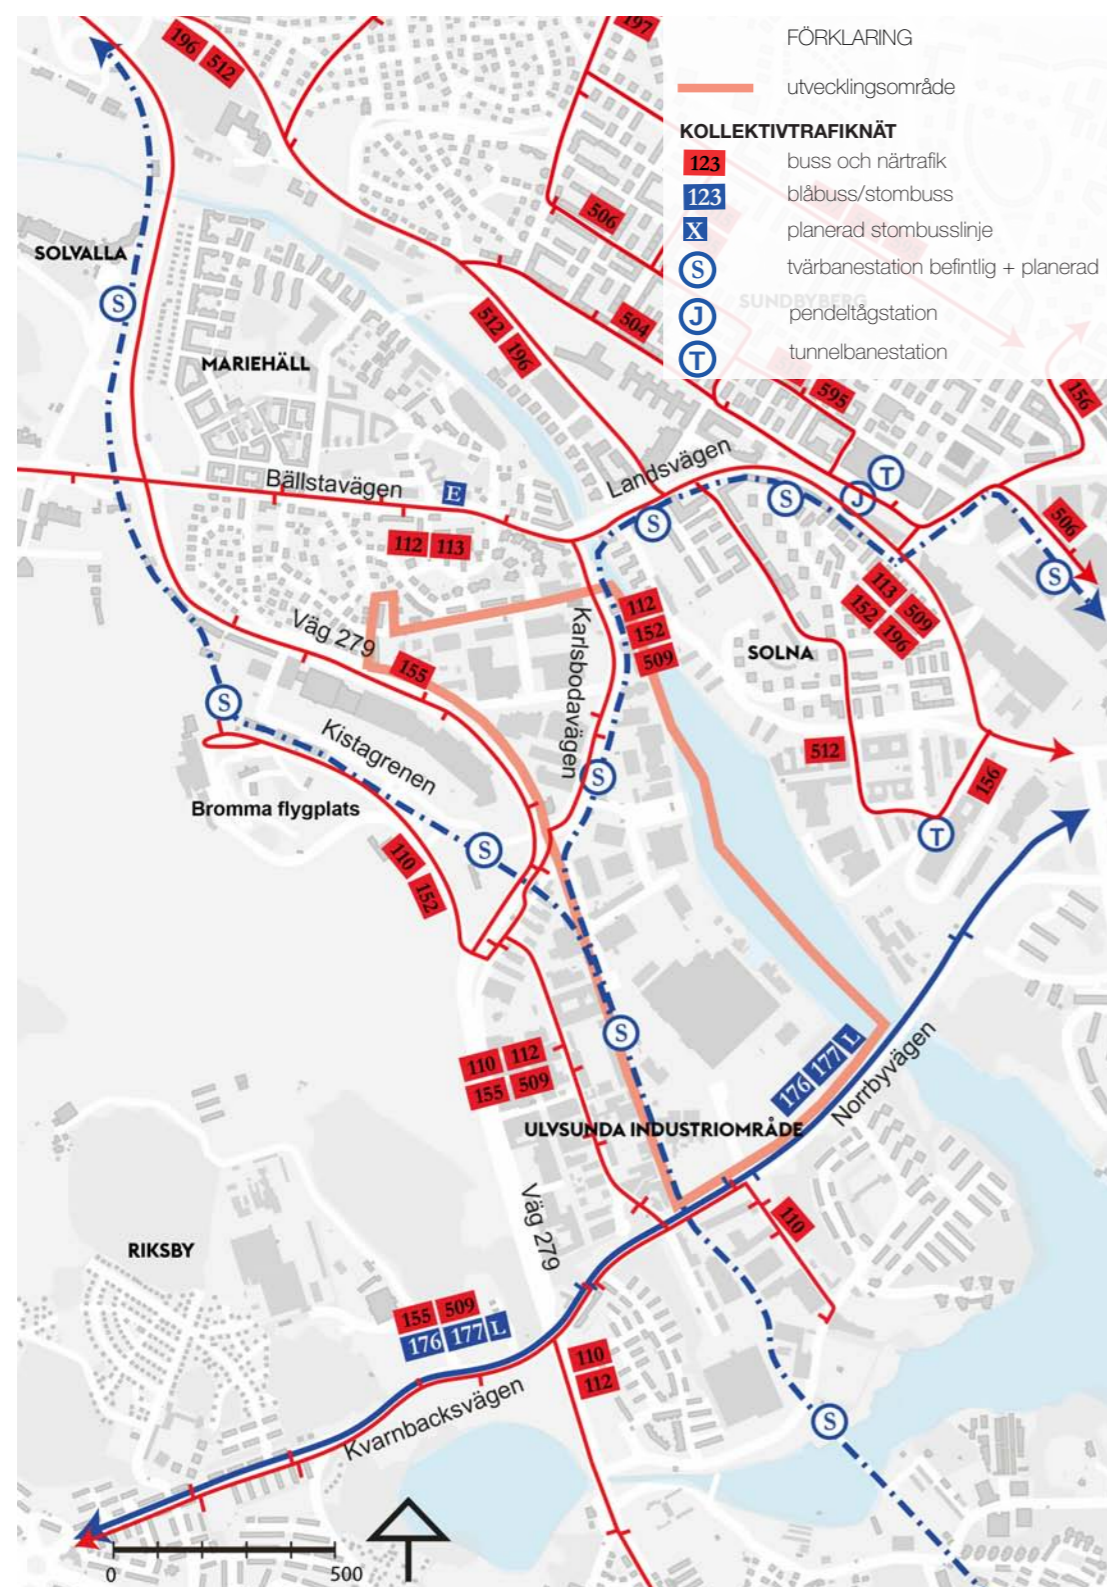 FÖRKLARING
utvecklingsområde
KOLLEKTIVTRAFIKNÄT
123 buss och närtrafik
123 blåbuss/stombuss
X planerad stombusslinje
S tvärbanestation befintlig + planerad
J pendeltågstation
T tunnelbanestation
SUNDBYBERG
197
196 512
506
504
512 196
595
156
SOLVALLA
S
MARIEHÄLL
Landsvägen
Bällstavägen
E
112 113
S
S
J
T
506
S
113 509
152 196
112
152
509
SOLNA
Väg 279
155
Karlsbodavägen
S
Kistagrenen
S
512
156
T
Bromma flygplats
S
110
152
S
110 112
155 509
176 177 L
Norrbyvägen
ULVSUNDA INDUSTRIOMRÅDE
Väg 279
110
RIKSBY
155 509
176 177 L
110
112
Kvarnbacksvägen
S
0 500